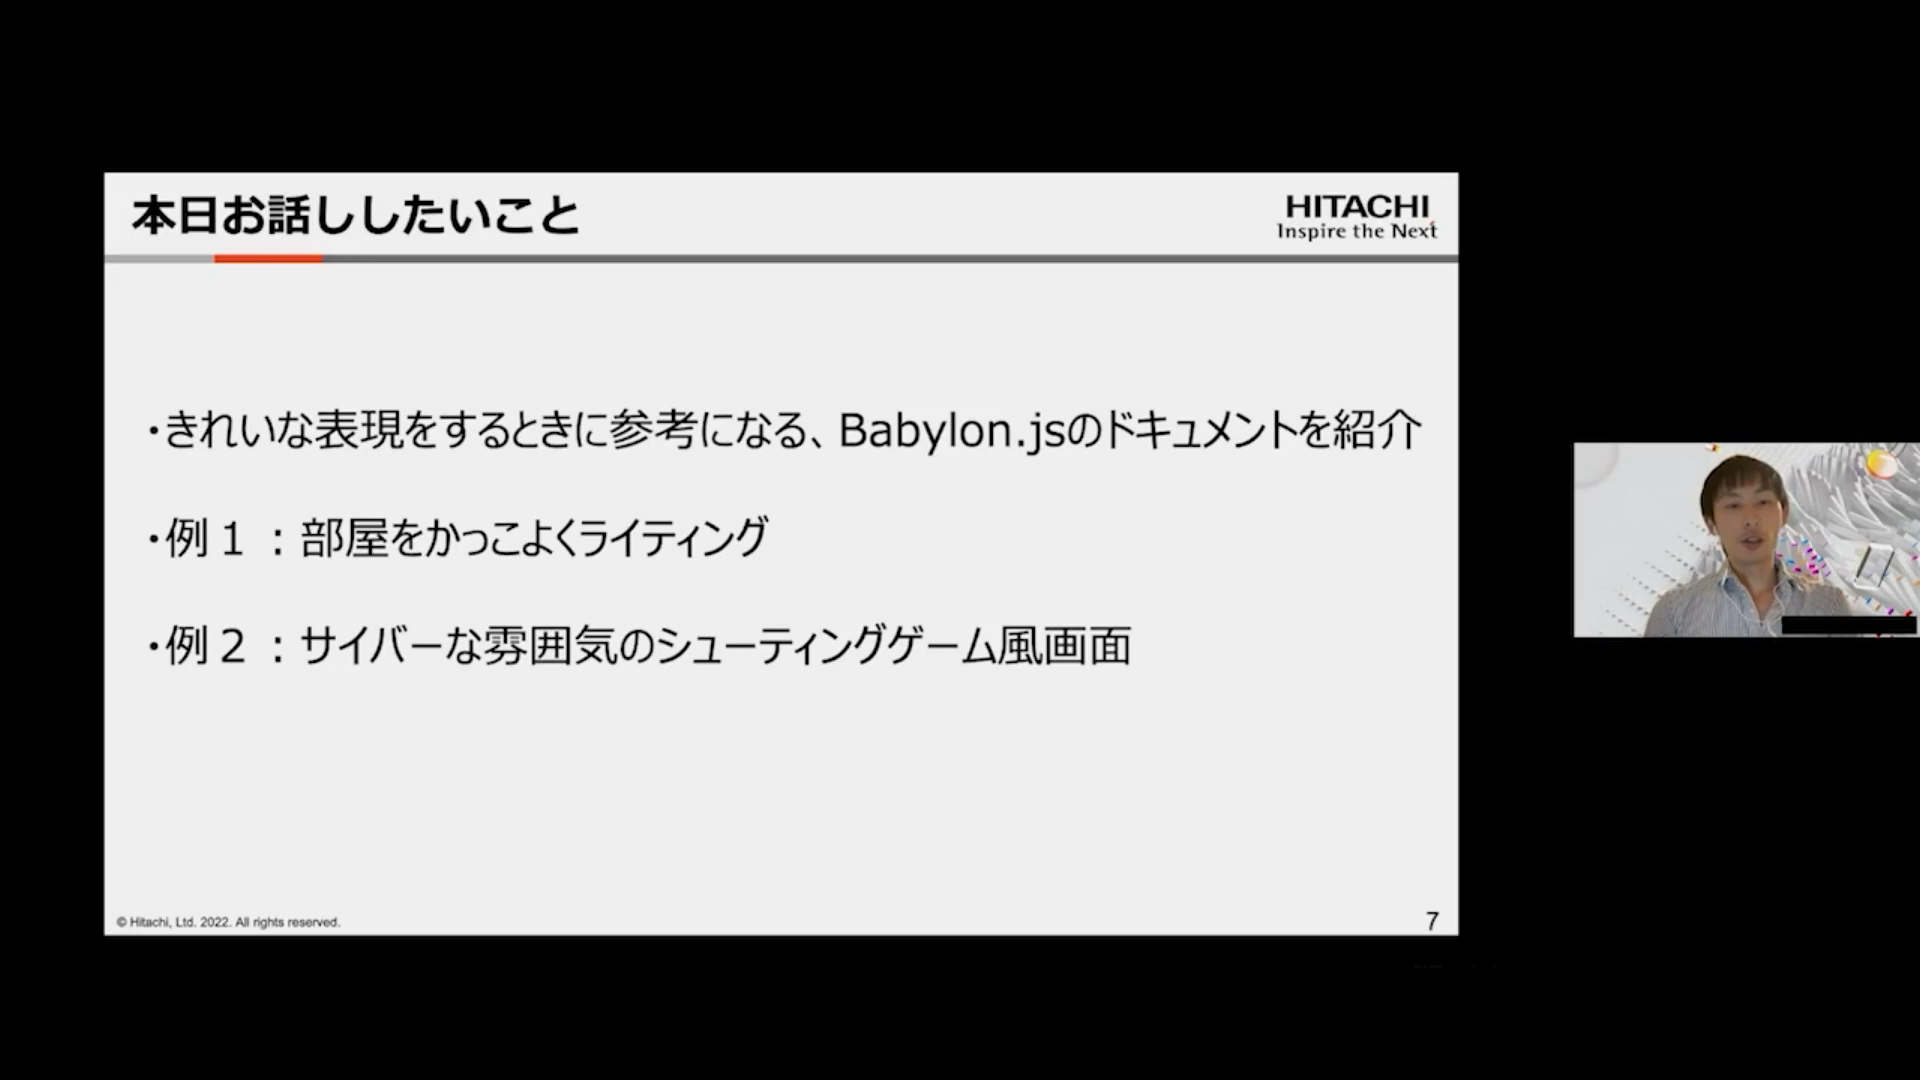 本日お話ししたいこと
HITACHI
Inspire the Next
・きれいな表現をするときに参考になる、Babylon.jsのドキュメントを紹介
・例１：部屋をかっこよくライティング
・例２：サイバーな雰囲気のシューティングゲーム風画面
© Hitachi, Ltd. 2022. All rights reserved.
7